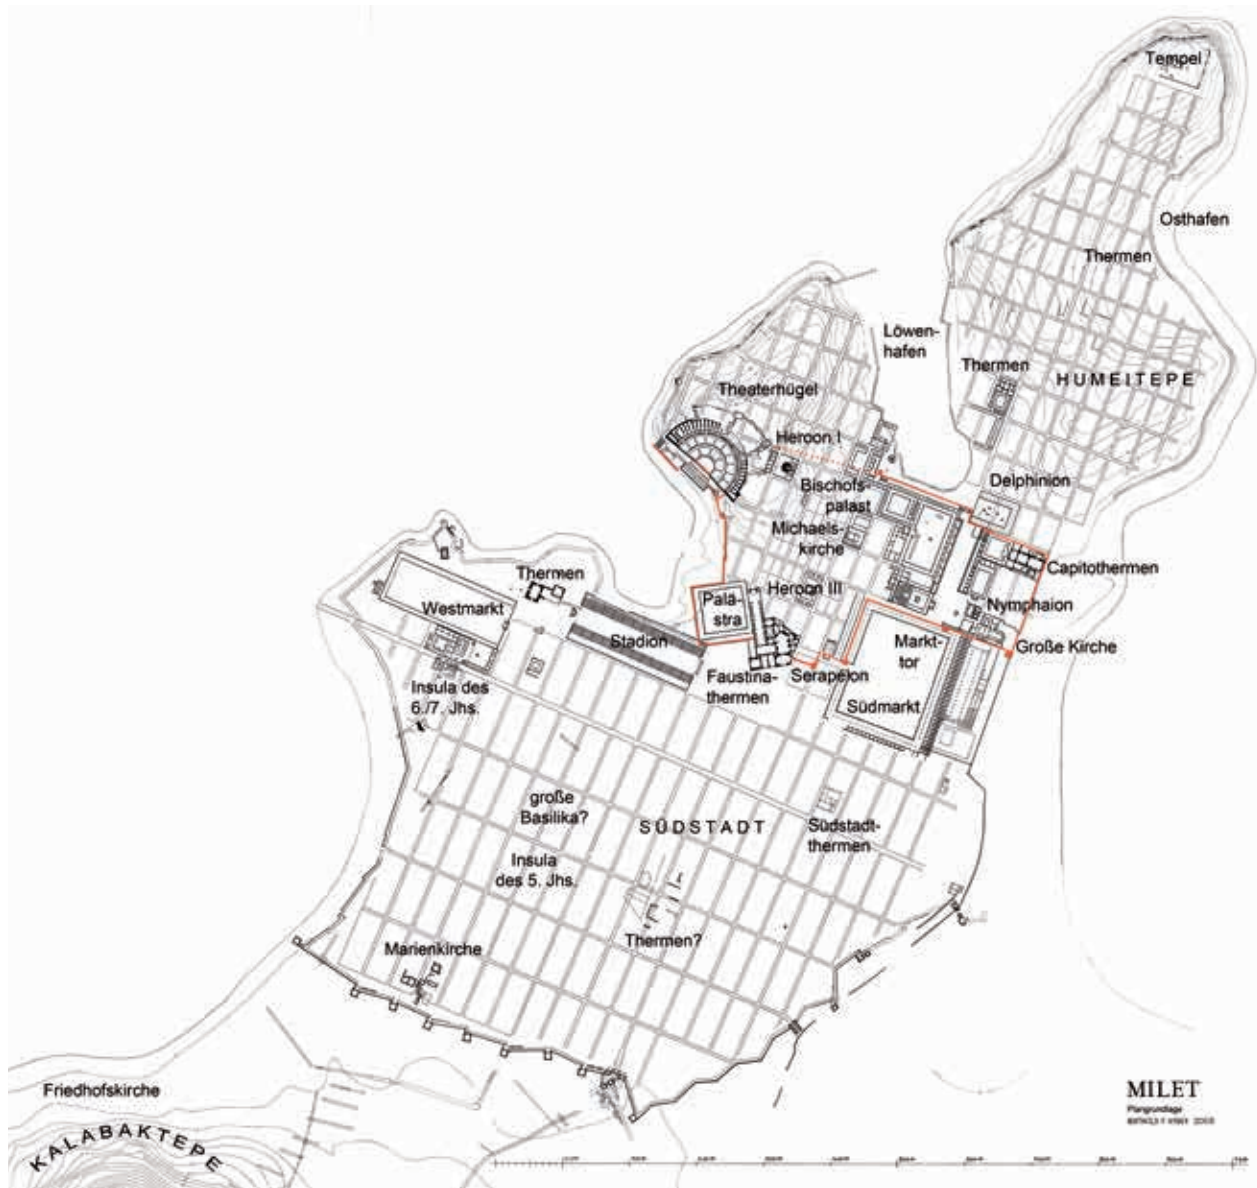 Tempel
Osthafen
Thermen
Löwen-
hafen
Thermen
HUMEITEPE
Theaterhügel
Heroon I
Delphinion
Bischofs-
palast
Michaels-
kirche
Capitothermen
Thermen
Heroon III
Palä-
stra
Nymphaion
Westmarkt
Stadion
Markt-
tor
Große Kirche
Faustina-
thermen
Serapeion
Südmarkt
Insula des
6./7. Jhs.
große
Basilika?
SÜDSTADT
Südstadt-
thermen
Insula
des 5. Jhs.
Thermen?
Marienkirche
Friedhofskirche
KALABAKTEPE
MILET
Plangrundlage